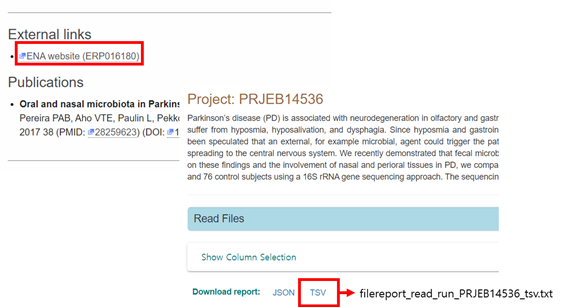 External links
ENA website (ERP016180)
Publications
Oral and nasal microbiota in Parkins
Pereira PAB, Aho VTE, Paulin L, Pekko
2017 38 (PMID: 28259623) (DOI: 1
Project: PRJEB14536
Parkinson's disease (PD) is associated with neurodegeneration in olfactory and gastr
suffer from hyposmia, hyposalivation, and dysphagia. Since hyposmia and gastroin
been speculated that an external, for example microbial, agent could trigger the pat
spreading to the central nervous system. We recently demonstrated that fecal microb
on these findings and the involvement of nasal and perioral tissues in PD, we compa
and 76 control subjects using a 16S rRNA gene sequencing approach. The sequencin
Read Files
Show Column Selection
Download report: JSON TSV
filereport_read_run_PRJEB14536_tsv.txt